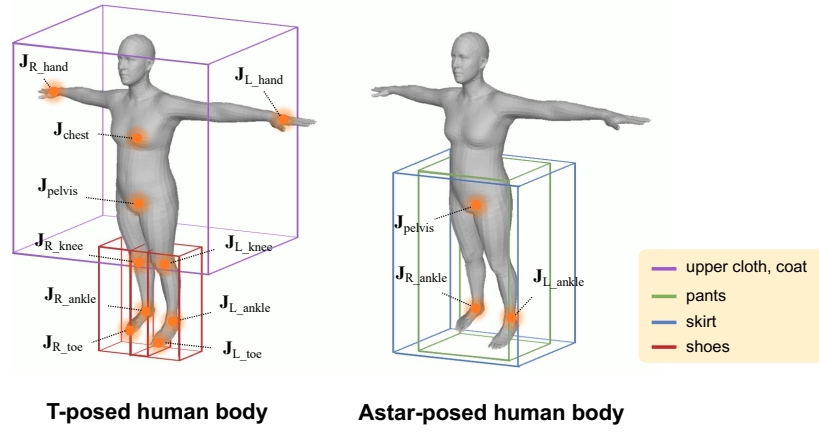 J_R_hand
J_L_hand
J_chest
J_pelvis
J_R_knee
J_L_knee
J_R_ankle
J_L_ankle
J_R_toe
J_L_toe
T-posed human body
J_pelvis
J_R_ankle
J_L_ankle
Astar-posed human body
upper cloth, coat
pants
skirt
shoes